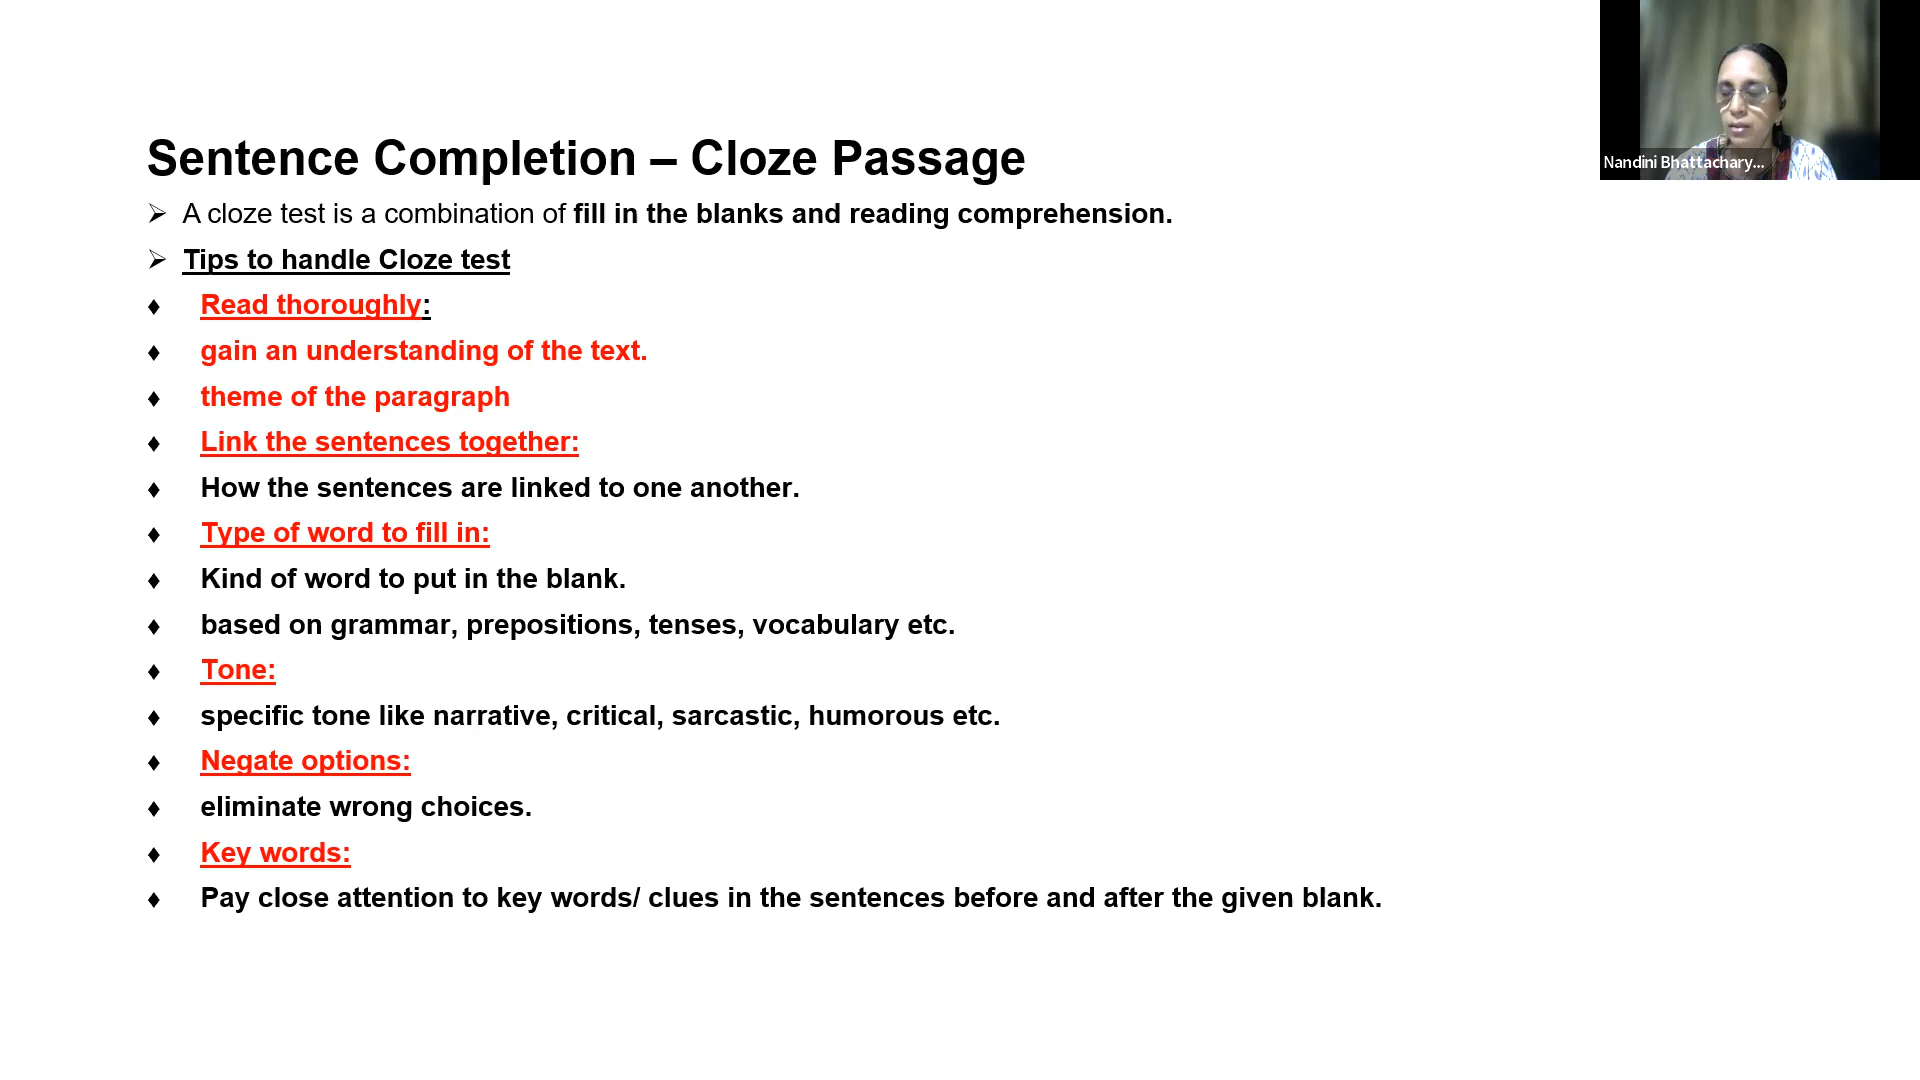 Sentence Completion – Cloze Passage
➢ A cloze test is a combination of fill in the blanks and reading comprehension.
➢ Tips to handle Cloze test
♦ Read thoroughly:
♦ gain an understanding of the text.
♦ theme of the paragraph
♦ Link the sentences together:
♦ How the sentences are linked to one another.
♦ Type of word to fill in:
♦ Kind of word to put in the blank.
♦ based on grammar, prepositions, tenses, vocabulary etc.
♦ Tone:
♦ specific tone like narrative, critical, sarcastic, humorous etc.
♦ Negate options:
♦ eliminate wrong choices.
♦ Key words:
♦ Pay close attention to key words/ clues in the sentences before and after the given blank.
Nandini Bhattachary...